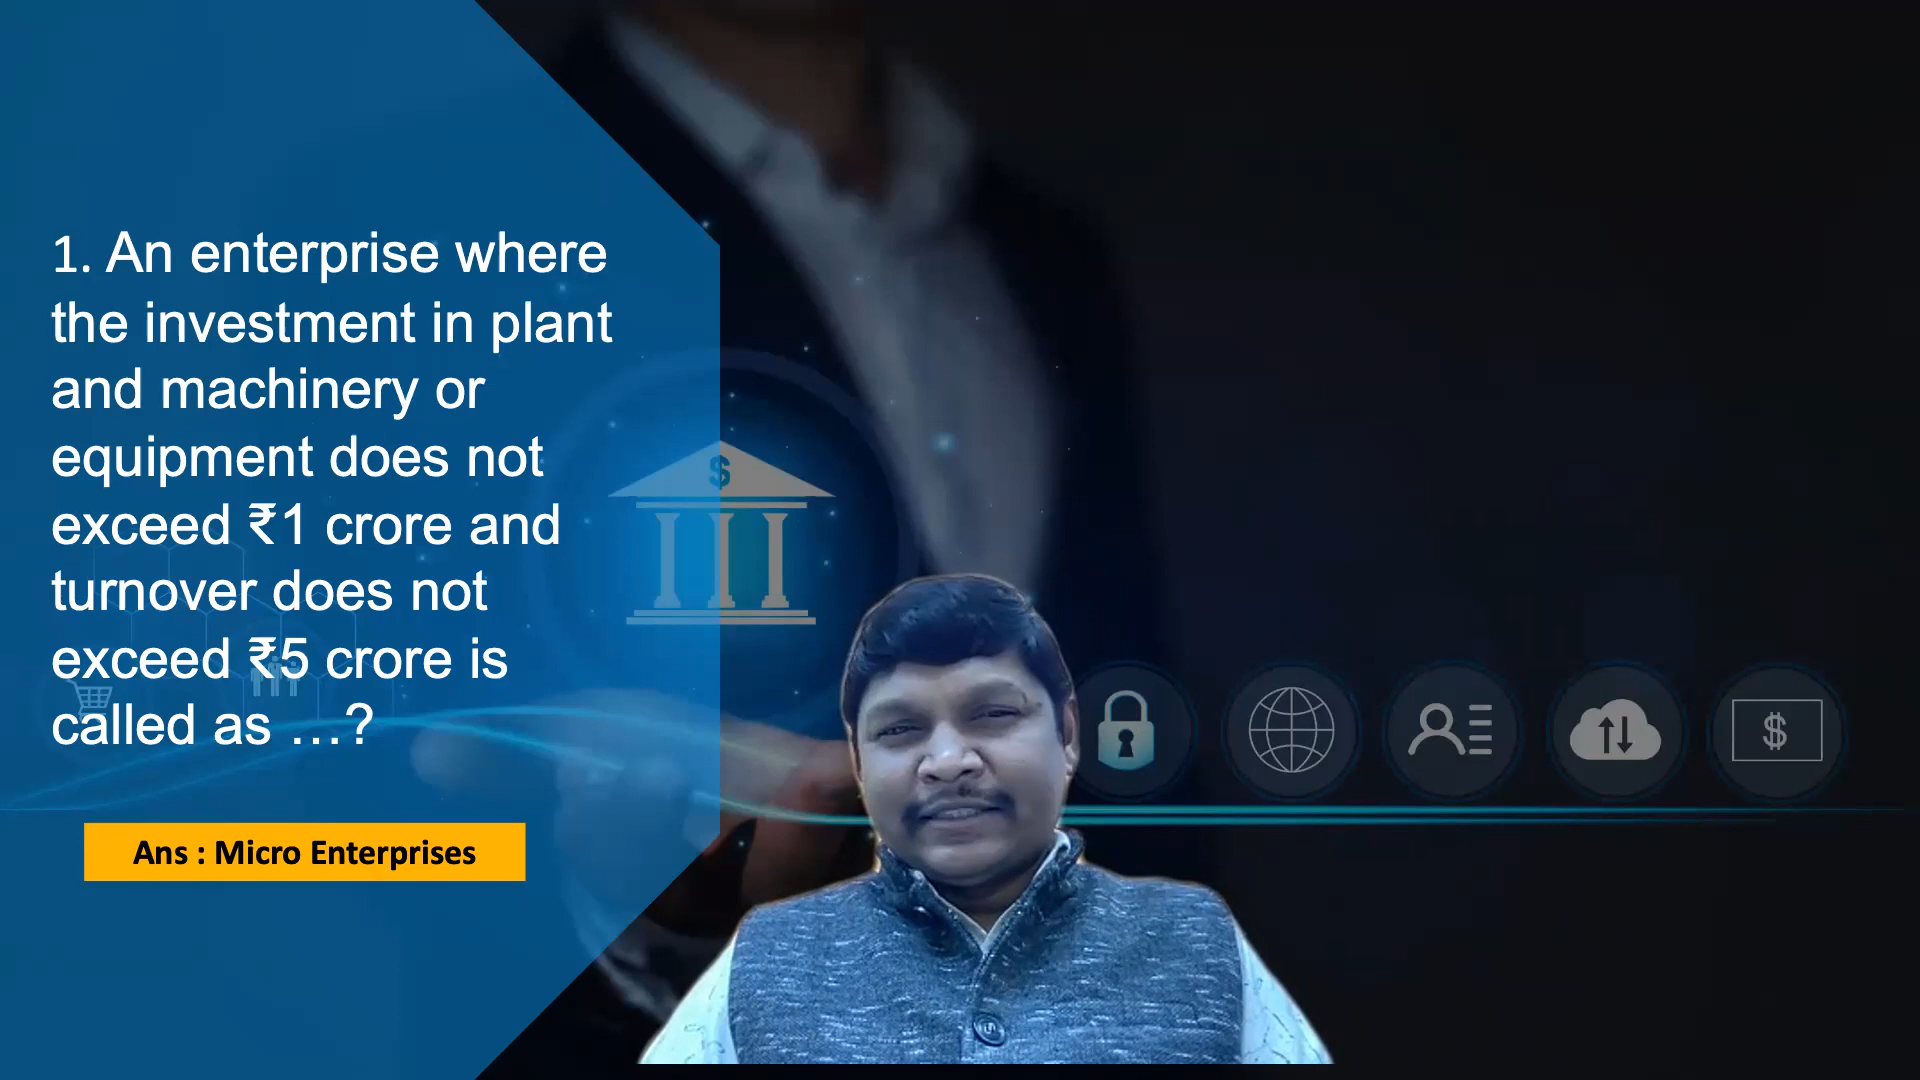 1. An enterprise where
the investment in plant
and machinery or
equipment does not
exceed ₹1 crore and
turnover does not
exceed ₹5 crore is
called as …?
Ans : Micro Enterprises
$
$